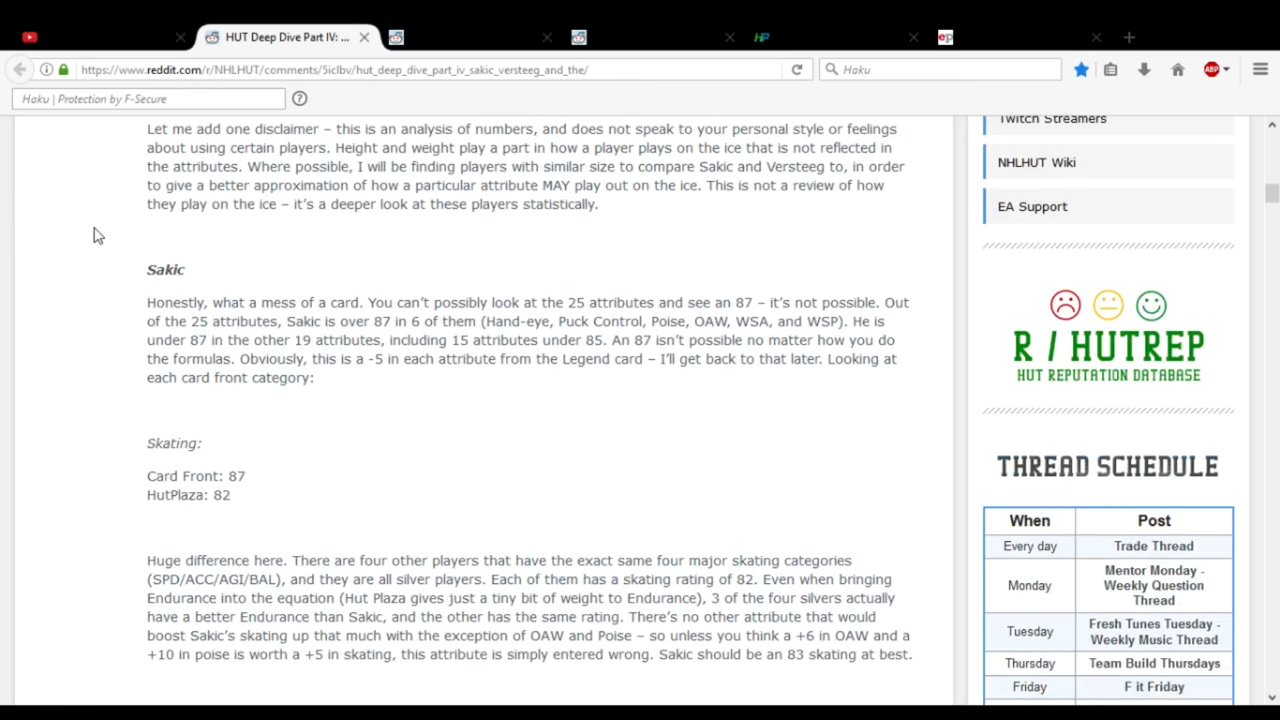 HUT Deep Dive Part IV: ...
https://www.reddit.com/r/NHLHUT/comments/5iclbv/hut_deep_dive_part_iv_sakic_versteeg_and_the/
Haku
ABP
Haku | Protection by F-Secure
Let me add one disclaimer – this is an analysis of numbers, and does not speak to your personal style or feelings
about using certain players. Height and weight play a part in how a player plays on the ice that is not reflected in
the attributes. Where possible, I will be finding players with similar size to compare Sakic and Versteeg to, in order
to give a better approximation of how a particular attribute MAY play out on the ice. This is not a review of how
they play on the ice – it's a deeper look at these players statistically.
Sakic
Honestly, what a mess of a card. You can't possibly look at the 25 attributes and see an 87 – it's not possible. Out
of the 25 attributes, Sakic is over 87 in 6 of them (Hand-eye, Puck Control, Poise, OAW, WSA, and WSP). He is
under 87 in the other 19 attributes, including 15 attributes under 85. An 87 isn't possible no matter how you do
the formulas. Obviously, this is a -5 in each attribute from the Legend card – I'll get back to that later. Looking at
each card front category:
Skating:
Card Front: 87
HutPlaza: 82
Huge difference here. There are four other players that have the exact same four major skating categories
(SPD/ACC/AGI/BAL), and they are all silver players. Each of them has a skating rating of 82. Even when bringing
Endurance into the equation (Hut Plaza gives just a tiny bit of weight to Endurance), 3 of the four silvers actually
have a better Endurance than Sakic, and the other has the same rating. There's no other attribute that would
boost Sakic's skating up that much with the exception of OAW and Poise – so unless you think a +6 in OAW and a
+10 in poise is worth a +5 in skating, this attribute is simply entered wrong. Sakic should be an 83 skating at best.
Twitch Streamers
NHLHUT Wiki
EA Support
R / HUTREP
HUT REPUTATION DATABASE
THREAD SCHEDULE
When Post
Every day Trade Thread
Monday Mentor Monday -
Weekly Question
Thread
Tuesday Fresh Tunes Tuesday -
Weekly Music Thread
Thursday Team Build Thursdays
Friday F it Friday